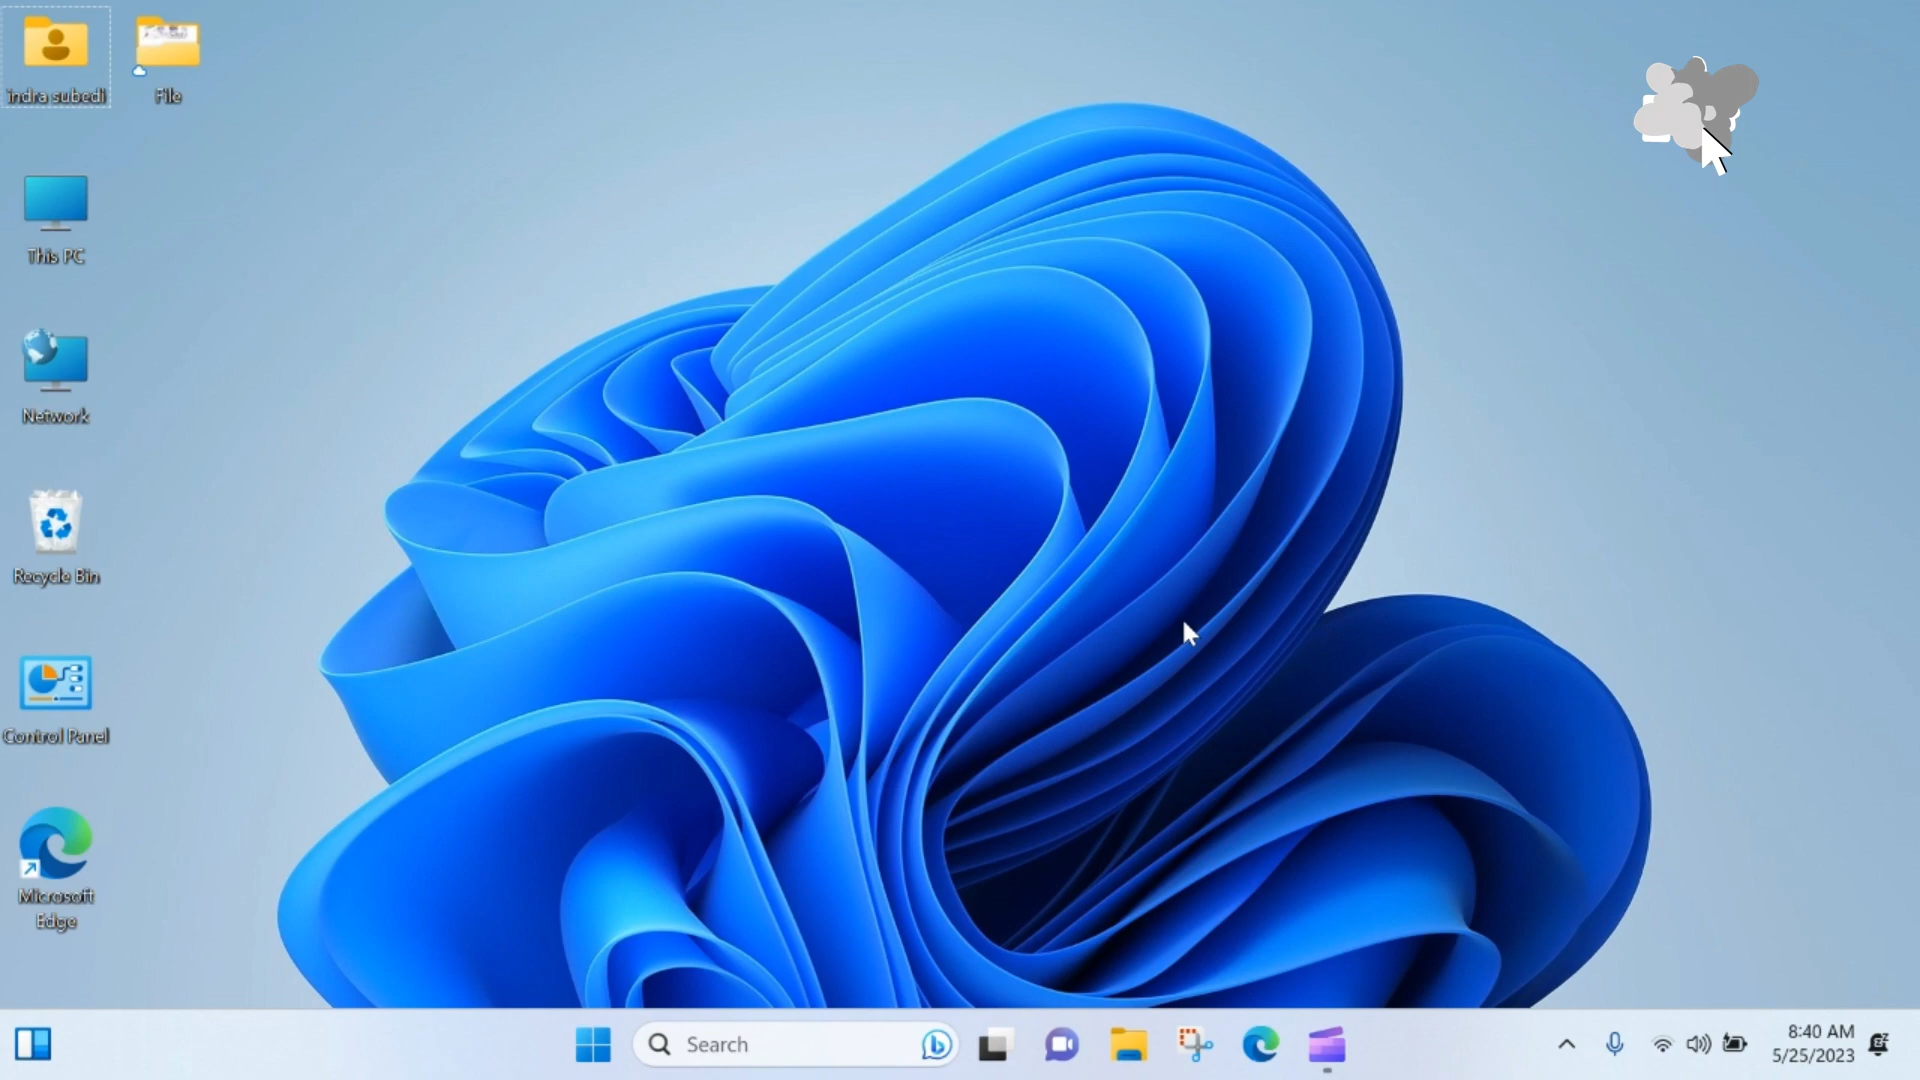 indra subedi
File
This PC
Network
Recycle Bin
Control Panel
Microsoft
Edge
Search
8:40 AM
5/25/2023